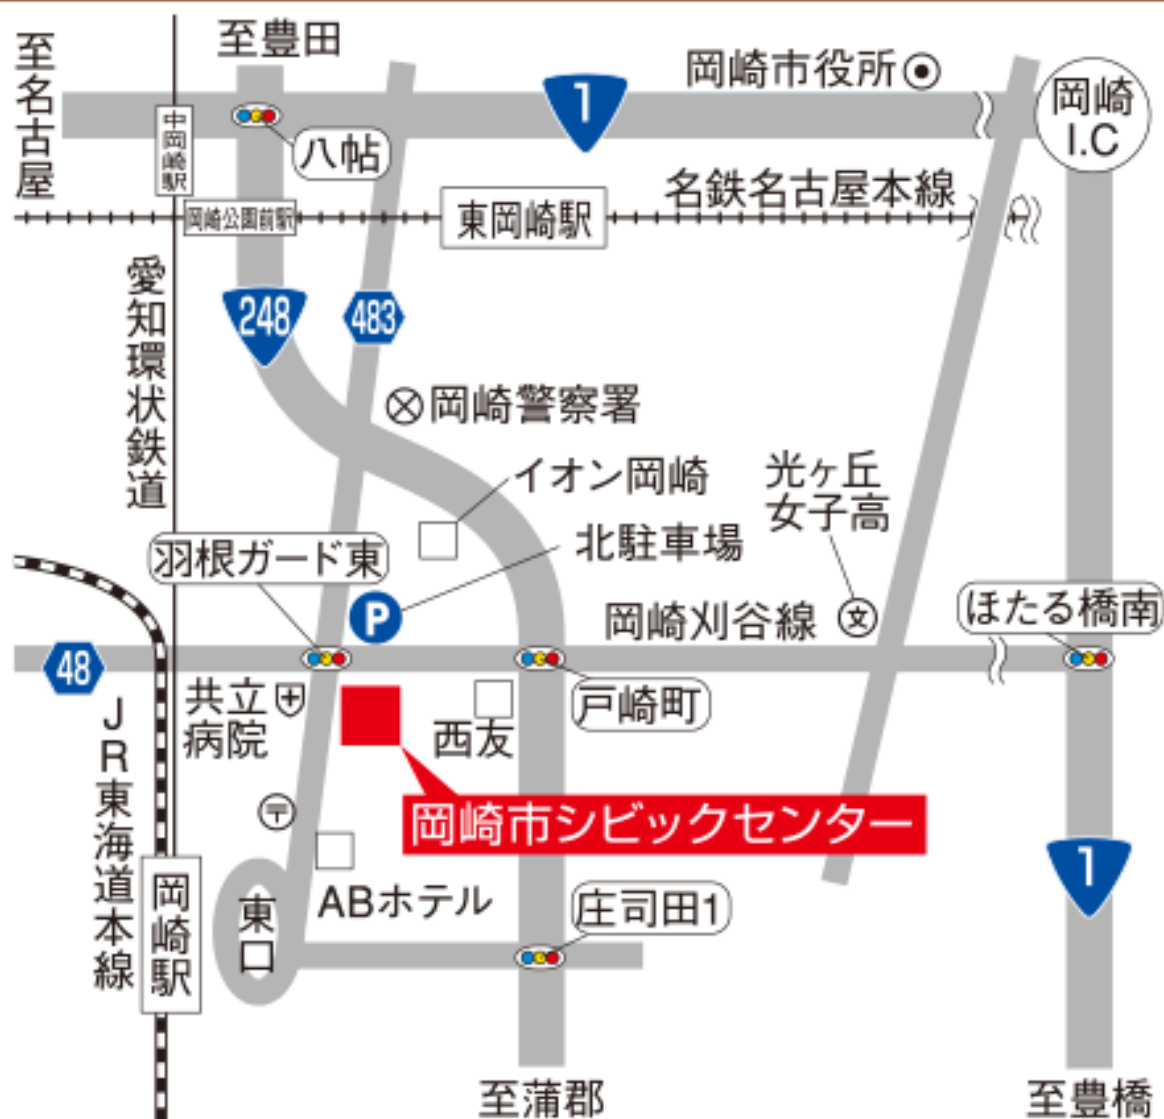 至豊田
至名古屋
岡崎市役所
1
岡崎
I.C
中岡崎駅
八帖
名鉄名古屋本線
岡崎公園前駅
東岡崎駅
愛知環状鉄道
248
483
岡崎警察署
イオン岡崎
光ヶ丘
女子高
北駐車場
羽根ガード東
P
岡崎刈谷線
文
ほたる橋南
48
共立
病院
西友
戸崎町
JR東海道本線
岡崎市シビックセンター
〒
1
ABホテル
庄司田1
東口
岡崎駅
至蒲郡
至豊橋